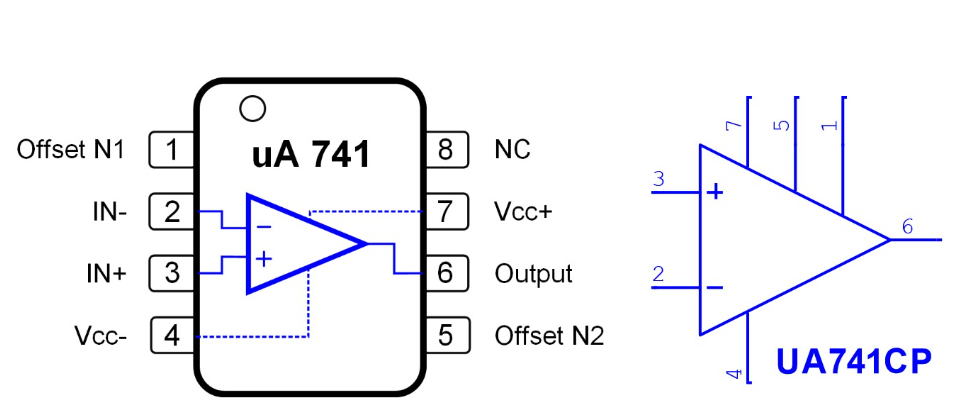 uA 741
Offset N1 1
IN- 2
IN+ 3
Vcc- 4
8 NC
7 Vcc+
6 Output
5 Offset N2
−
+
7
5
1
3
+
2
−
6
4
UA741CP